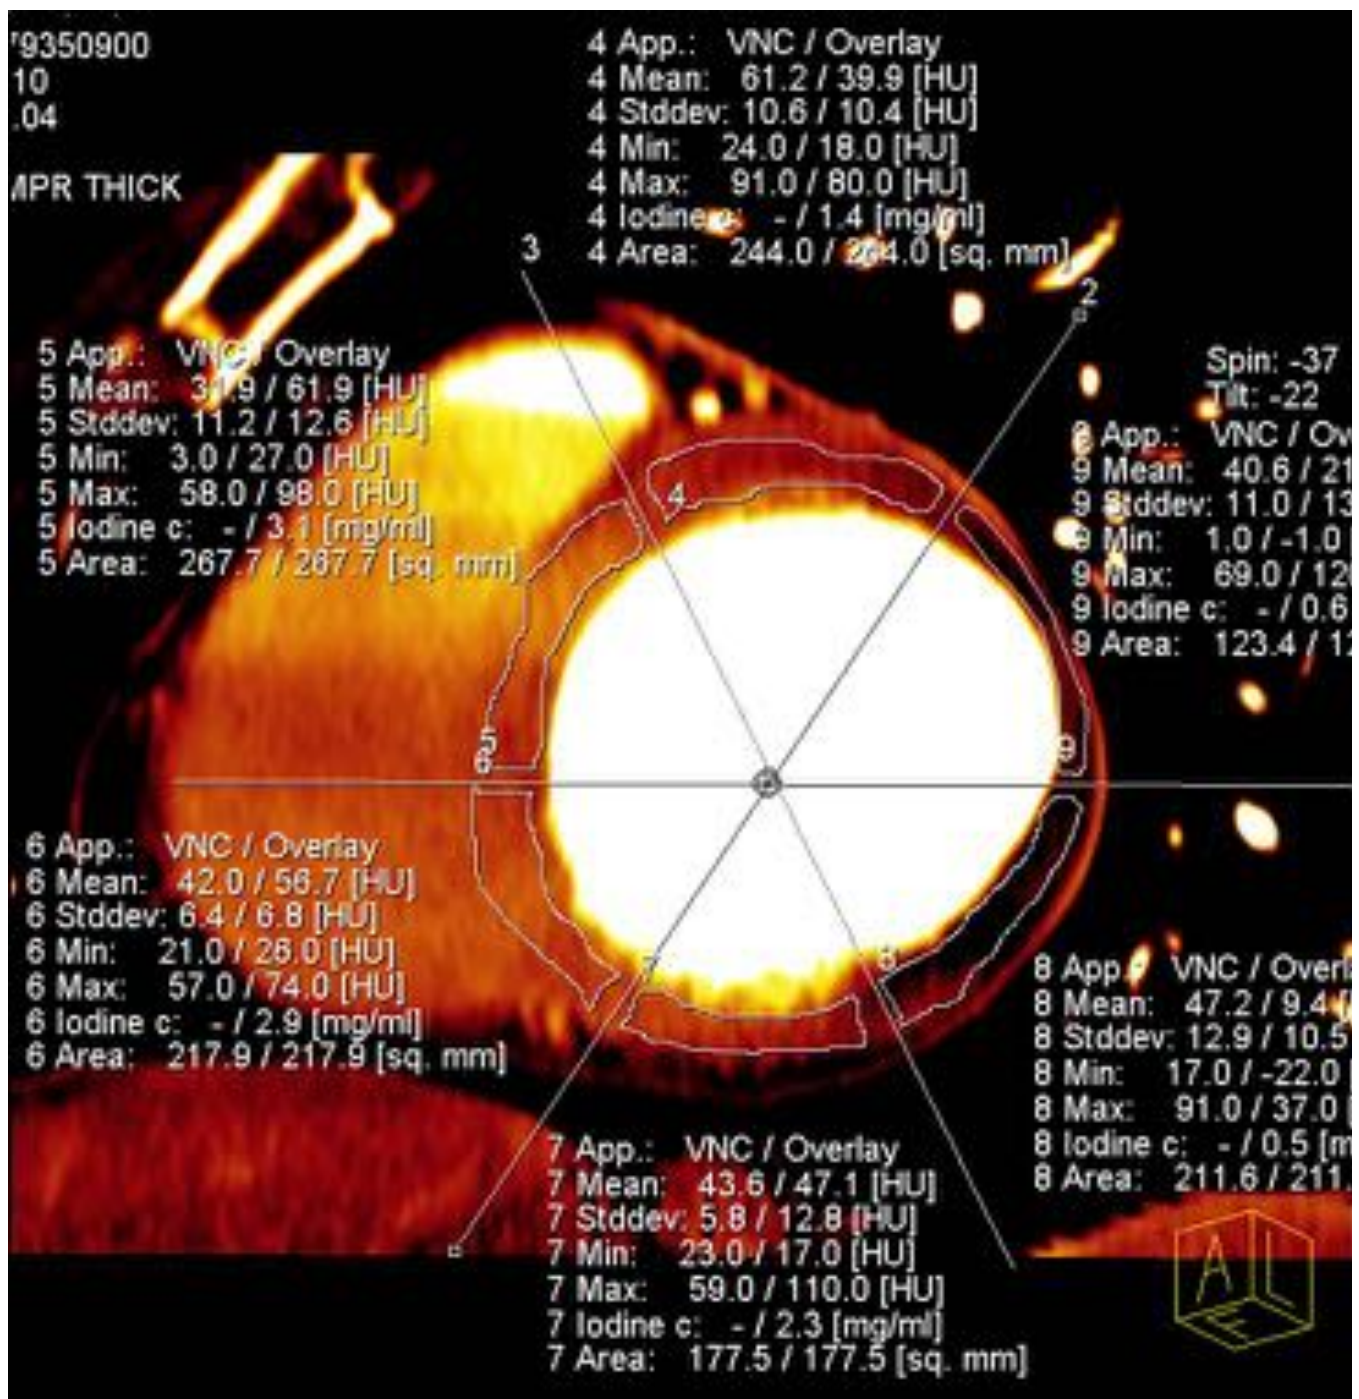 79350900
10
.04
MPR THICK
4 App.: VNC / Overlay
4 Mean: 61.2 / 39.9 [HU]
4 Stddev: 10.6 / 10.4 [HU]
4 Min: 24.0 / 18.0 [HU]
4 Max: 91.0 / 80.0 [HU]
4 Iodine c: - / 1.4 [mg/ml]
4 Area: 244.0 / 244.0 [sq. mm]
3
2
5 App.: VNC / Overlay
5 Mean: 31.9 / 61.9 [HU]
5 Stddev: 11.2 / 12.6 [HU]
5 Min: 3.0 / 27.0 [HU]
5 Max: 58.0 / 98.0 [HU]
5 Iodine c: - / 3.1 [mg/ml]
5 Area: 267.7 / 267.7 [sq. mm]
Spin: -37
Tilt: -22
9 App.: VNC / Ov
9 Mean: 40.6 / 21
9 Stddev: 11.0 / 13
9 Min: 1.0 / -1.0 [
9 Max: 69.0 / 120
9 Iodine c: - / 0.6
9 Area: 123.4 / 12
4
5
6
9
7
8
6 App.: VNC / Overlay
6 Mean: 42.0 / 56.7 [HU]
6 Stddev: 6.4 / 6.8 [HU]
6 Min: 21.0 / 26.0 [HU]
6 Max: 57.0 / 74.0 [HU]
6 Iodine c: - / 2.9 [mg/ml]
6 Area: 217.9 / 217.9 [sq. mm]
8 App.: VNC / Overla
8 Mean: 47.2 / 9.4 [
8 Stddev: 12.9 / 10.5
8 Min: 17.0 / -22.0 [
8 Max: 91.0 / 37.0 [
8 Iodine c: - / 0.5 [m
8 Area: 211.6 / 211.
7 App.: VNC / Overlay
7 Mean: 43.6 / 47.1 [HU]
7 Stddev: 5.8 / 12.8 [HU]
7 Min: 23.0 / 17.0 [HU]
7 Max: 59.0 / 110.0 [HU]
7 Iodine c: - / 2.3 [mg/ml]
7 Area: 177.5 / 177.5 [sq. mm]
A L
F